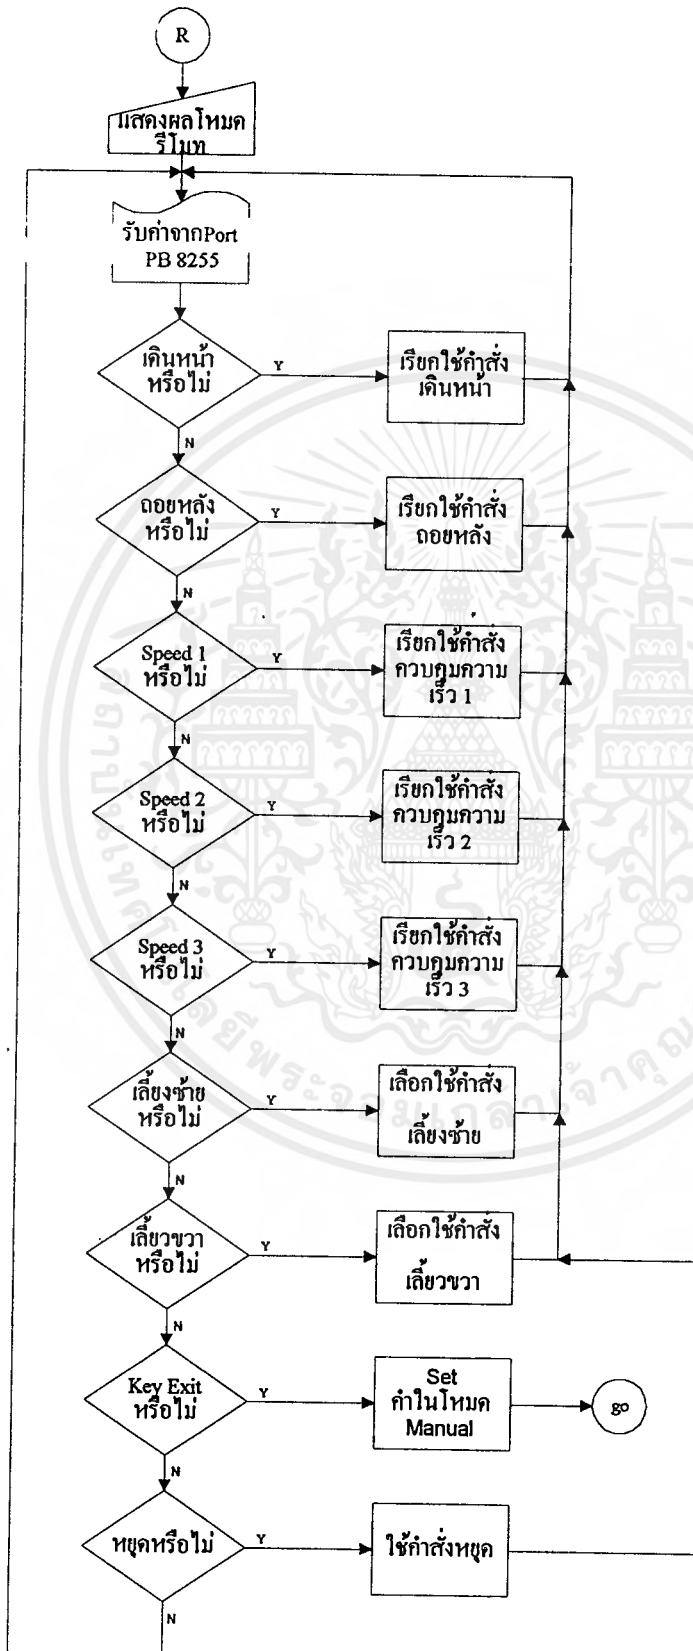 R
แสดงผลโหมด
รีโมท
รับค่าจากPort
PB 8255
เดินหน้า
หรือไม่
Y
เรียกใช้คำสั่ง
เดินหน้า
N
ถอยหลัง
หรือไม่
Y
เรียกใช้คำสั่ง
ถอยหลัง
N
Speed 1
หรือไม่
Y
เรียกใช้คำสั่ง
ควบคุมความ
เร็ว 1
N
Speed 2
หรือไม่
Y
เรียกใช้คำสั่ง
ควบคุมความ
เร็ว 2
N
Speed 3
หรือไม่
Y
เรียกใช้คำสั่ง
ควบคุมความ
เร็ว 3
N
เลี้ยงซ้าย
หรือไม่
Y
เลือกใช้คำสั่ง
เลี้ยงซ้าย
N
เลี้ยวขวา
หรือไม่
Y
เลือกใช้คำสั่ง
เลี้ยวขวา
N
Key Exit
หรือไม่
Y
Set
ค่าในโหมด
Manual
go
N
หยุดหรือไม่
Y
ใช้คำสั่งหยุด
N